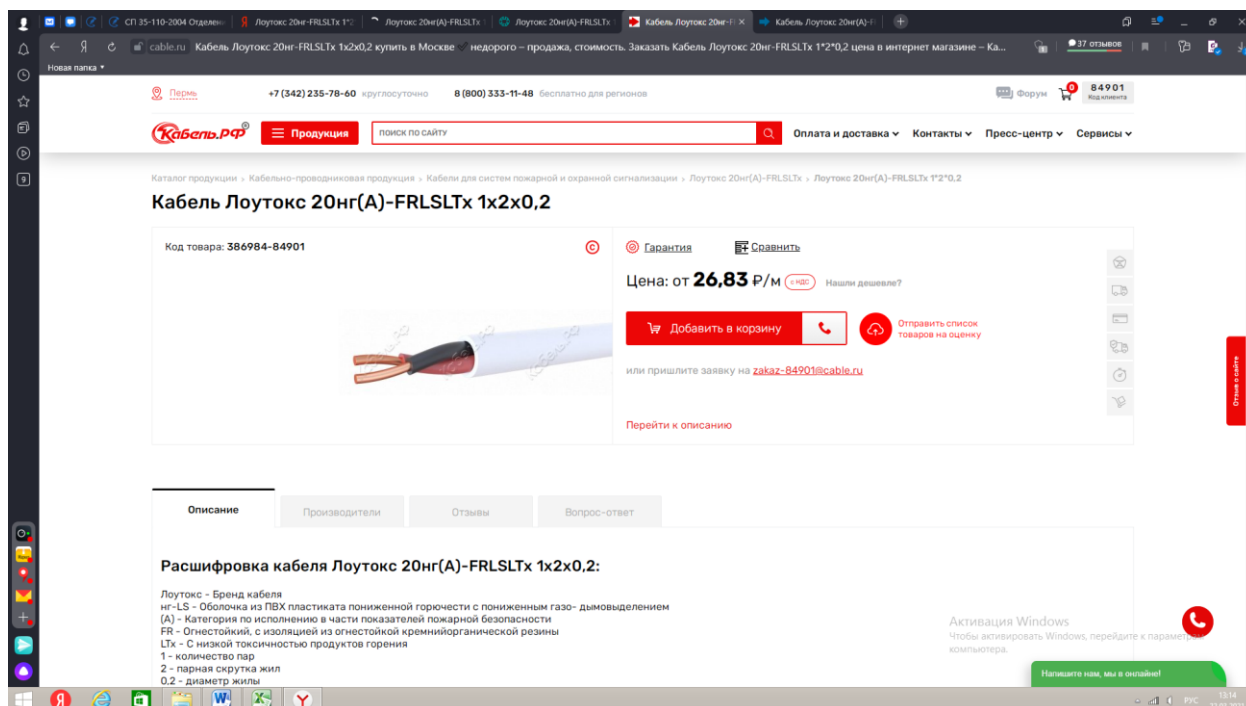 СП 35-110-2004 Отделени
Лоутокс 20нг-FRLSLTx 1*2
Лоутокс 20нг(А)-FRLSLTx 1
Лоутокс 20нг(А)-FRLSLTx 1
Кабель Лоутокс 20нг-F
Кабель Лоутокс 20нг(А)-F
cable.ru Кабель Лоутокс 20нг-FRLSLTx 1x2x0,2 купить в Москве недорого – продажа, стоимость. Заказать Кабель Лоутокс 20нг-FRLSLTx 1*2*0,2 цена в интернет магазине – Ка...
37 отзывов
Новая папка
Пермь
+7 (342) 235-78-60 круглосуточно
8 (800) 333-11-48 бесплатно для регионов
Форум
0
84901
Код клиента
Кабель.РФ®
Продукция
ПОИСК ПО САЙТУ
Оплата и доставка
Контакты
Пресс-центр
Сервисы
Каталог продукции › Кабельно-проводниковая продукция › Кабели для систем пожарной и охранной сигнализации › Лоутокс 20нг(А)-FRLSLTx › Лоутокс 20нг(А)-FRLSLTx 1*2*0,2
Кабель Лоутокс 20нг(А)-FRLSLTx 1x2x0,2
Код товара: 386984-84901
Гарантия
Сравнить
Цена: от 26,83 ₽/м
с НДС
Нашли дешевле?
Добавить в корзину
Отправить список
товаров на оценку
или пришлите заявку на zakaz-84901@cable.ru
Перейти к описанию
Отзыв о сайте
Описание
Производители
Отзывы
Вопрос-ответ
Расшифровка кабеля Лоутокс 20нг(А)-FRLSLTx 1x2x0,2:
Лоутокс - Бренд кабеля
нг-LS - Оболочка из ПВХ пластиката пониженной горючести с пониженным газо- дымовыделением
(А) - Категория по исполнению в части показателей пожарной безопасности
FR - Огнестойкий, с изоляцией из огнестойкой кремнийорганической резины
LTx - С низкой токсичностью продуктов горения
1 - количество пар
2 - парная скрутка жил
0,2 - диаметр жилы
Активация Windows
Чтобы активировать Windows, перейдите к параметрам
компьютера.
Напишите нам, мы в онлайне!
РУС
13:14